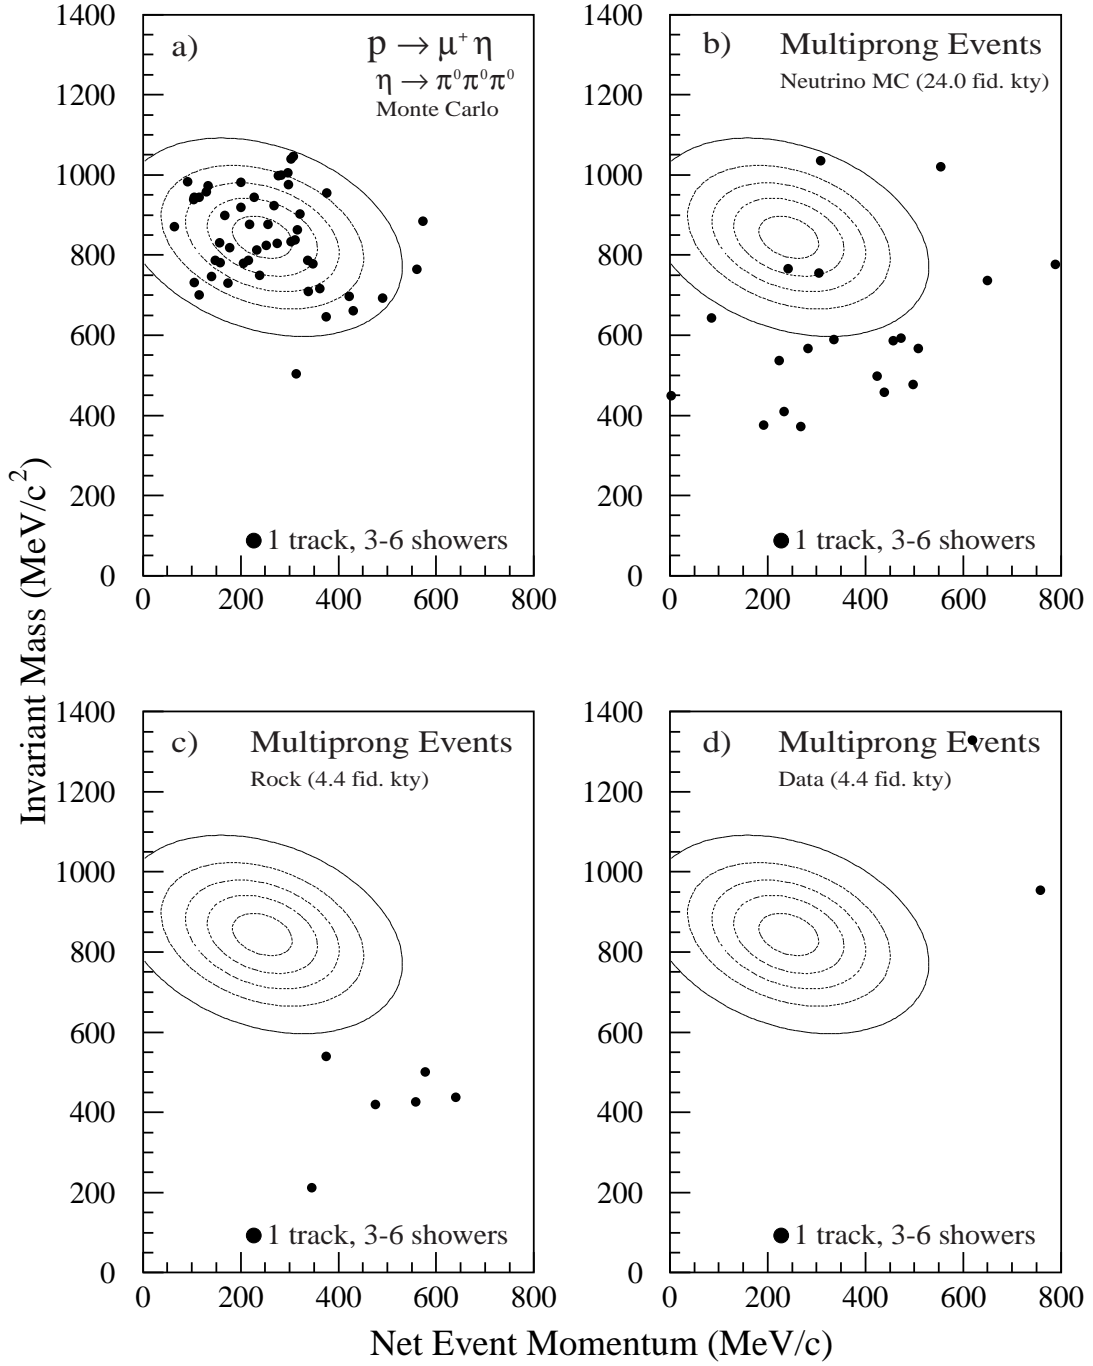 a)
p → μ⁺ η
η → π⁰π⁰π⁰
Monte Carlo
1400
1200
1000
800
600
400
200
0
1 track, 3-6 showers
0 200 400 600 800
b)
Multiprong Events
Neutrino MC (24.0 fid. kty)
1400
1200
1000
800
600
400
200
0
1 track, 3-6 showers
0 200 400 600 800
Invariant Mass (MeV/c²)
c)
Multiprong Events
Rock (4.4 fid. kty)
1400
1200
1000
800
600
400
200
0
1 track, 3-6 showers
0 200 400 600 800
d)
Multiprong Events
Data (4.4 fid. kty)
1400
1200
1000
800
600
400
200
0
1 track, 3-6 showers
0 200 400 600 800
Net Event Momentum (MeV/c)